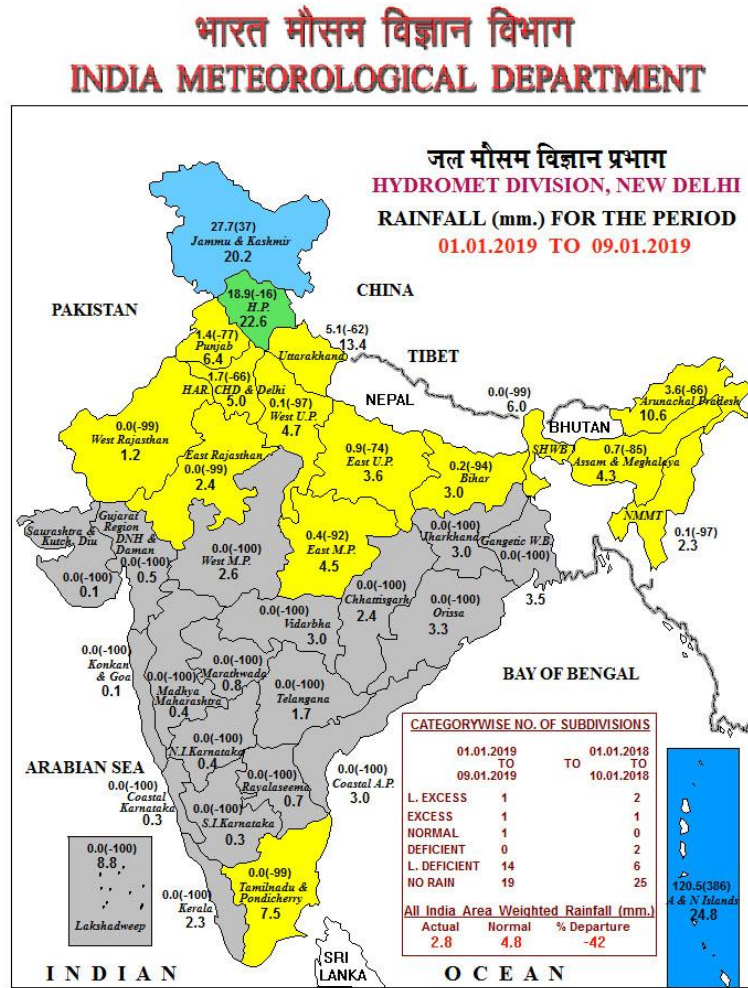 भारत मौसम विज्ञान विभाग
INDIA METEOROLOGICAL DEPARTMENT
जल मौसम विज्ञान प्रभाग
HYDROMET DIVISION, NEW DELHI
RAINFALL (mm.) FOR THE PERIOD
01.01.2019 TO 09.01.2019
27.7(37)
Jammu & Kashmir
20.2
18.9(-16)
H.P.
22.6
PAKISTAN
CHINA
1.4(-77)
Punjab
6.4
5.1(-62)
13.4
Uttarakhand
TIBET
1.7(-66)
HAR. CHD & Delhi
5.0
0.1(-97)
West U.P.
4.7
NEPAL
0.0(-99)
6.0
SHWB
BHUTAN
3.6(-66)
Arunachal Pradesh
10.6
0.7(-85)
Assam & Meghalaya
4.3
NMMT
0.1(-97)
2.3
0.0(-99)
West Rajasthan
1.2
East Rajasthan
0.0(-99)
2.4
0.9(-74)
East U.P.
3.6
0.2(-94)
Bihar
3.0
Saurashtra &
Kutch, Diu
0.0(-100)
0.1
Gujarat
Region
DNH &
Daman
0.0(-100)
0.5
0.0(-100)
West M.P.
2.6
0.4(-92)
East M.P.
4.5
0.0(-100)
Jharkhand
3.0
Gangetic W.B.
0.0(-100)
3.5
0.0(-100)
Vidarbha
3.0
0.0(-100)
Chhattisgarh
2.4
0.0(-100)
Orissa
3.3
0.0(-100)
Konkan
& Goa
0.1
0.0(-100)
Madhya
Maharashtra
0.4
0.0(-100)
Marathwada
0.8
0.0(-100)
Telangana
1.7
BAY OF BENGAL
ARABIAN SEA
0.0(-100)
N.I.Karnataka
0.4
0.0(-100)
Rayalaseema
0.7
0.0(-100)
Coastal A.P.
3.0
0.0(-100)
Coastal
Karnataka
0.3
0.0(-100)
S.I.Karnataka
0.3
0.0(-100)
8.8
Lakshadweep
0.0(-100)
Kerala
2.3
0.0(-99)
Tamilnadu &
Pondicherry
7.5
CATEGORYWISE NO. OF SUBDIVISIONS
01.01.2019 01.01.2018
TO TO TO
09.01.2019 10.01.2018
L. EXCESS 1 2
EXCESS 1 1
NORMAL 1 0
DEFICIENT 0 2
L. DEFICIENT 14 6
NO RAIN 19 25
All India Area Weighted Rainfall (mm.)
Actual Normal % Departure
2.8 4.8 -42
120.5(386)
A & N Islands
24.8
SRI
LANKA
INDIAN OCEAN